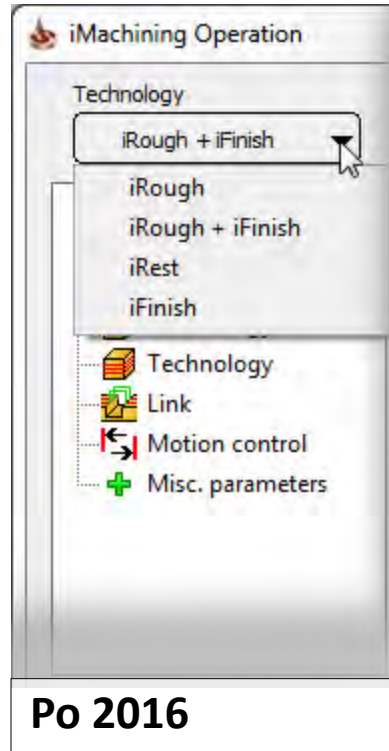 iMachining Operation
Technology
iRough + iFinish
iRough
iRough + iFinish
iRest
iFinish
Technology
Link
Motion control
Misc. parameters
Po 2016